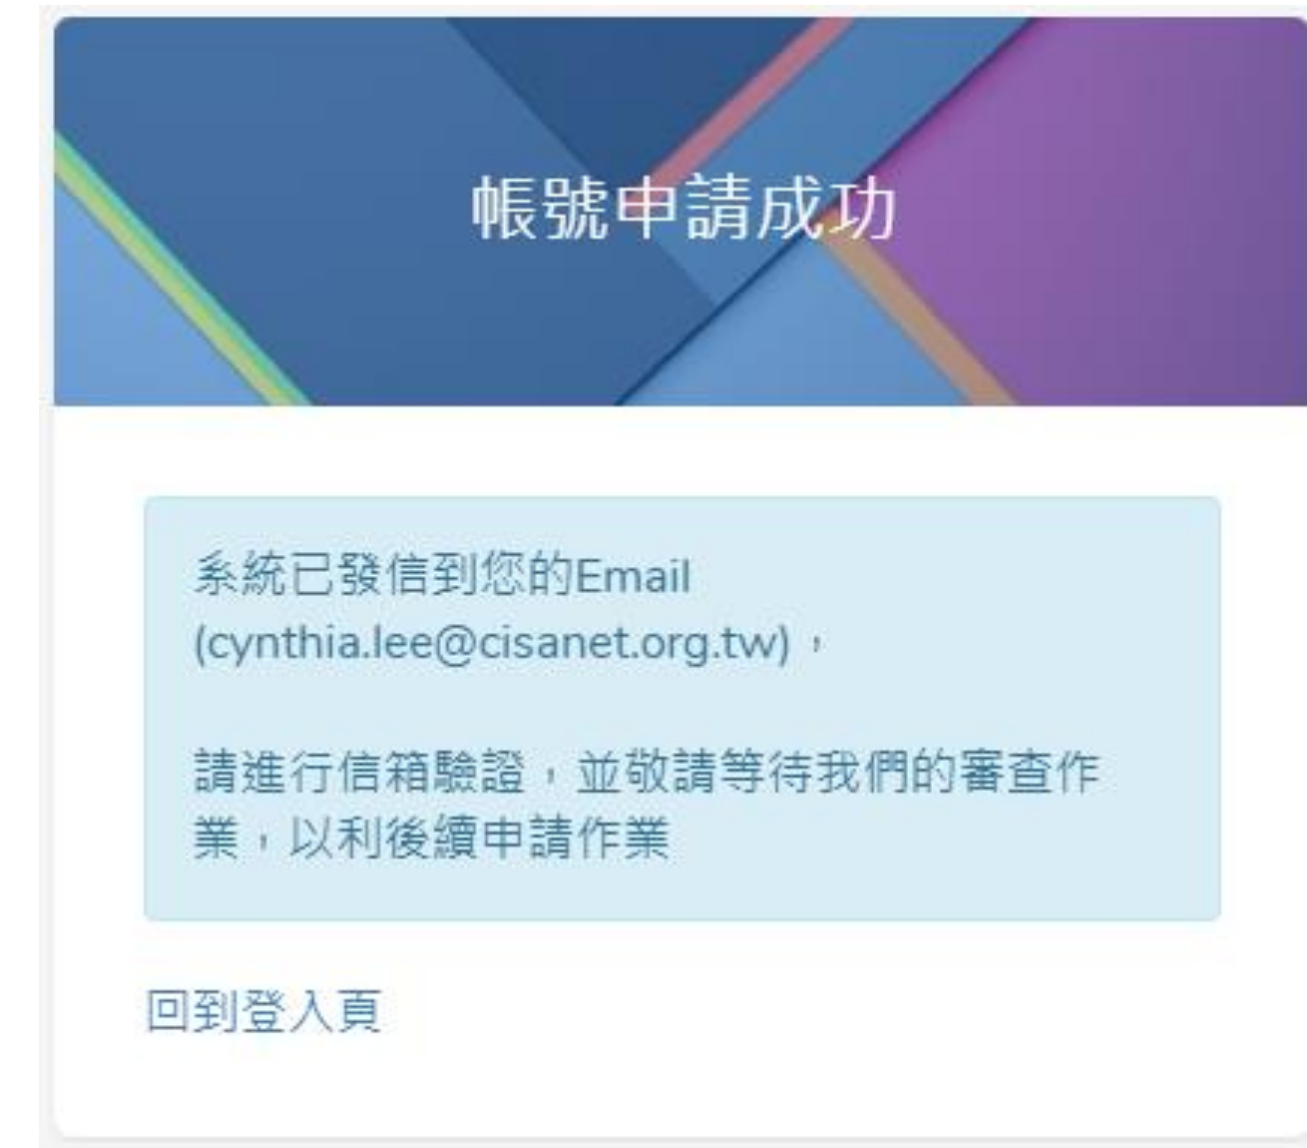 帳號申請成功
系統已發信到您的Email
(cynthia.lee@cisanet.org.tw)，
請進行信箱驗證，並敬請等待我們的審查作
業，以利後續申請作業
回到登入頁